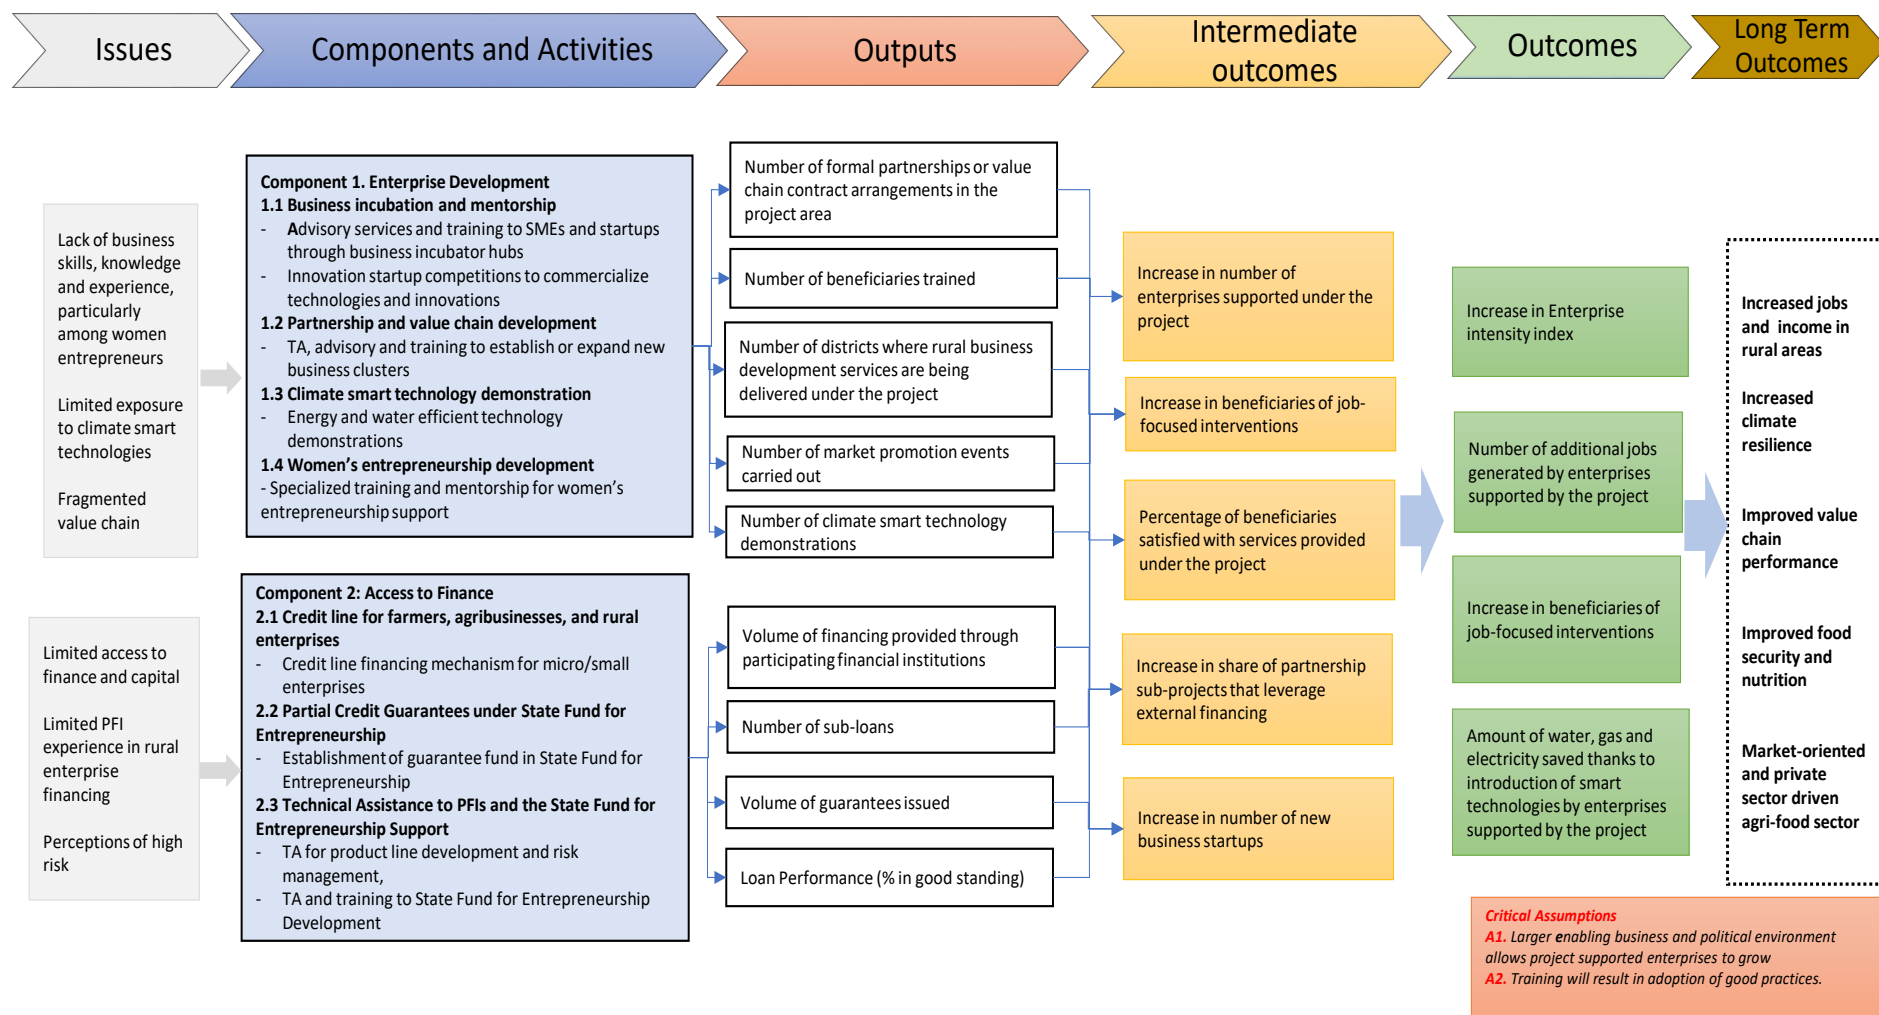 Issues
Components and Activities
Outputs
Intermediate
outcomes
Outcomes
Long Term
Outcomes
Lack of business
skills, knowledge
and experience,
particularly
among women
entrepreneurs
Limited exposure
to climate smart
technologies
Fragmented
value chain
Limited access to
finance and capital
Limited PFI
experience in rural
enterprise
financing
Perceptions of high
risk
Component 1. Enterprise Development
1.1 Business incubation and mentorship
- Advisory services and training to SMEs and startups
through business incubator hubs
- Innovation startup competitions to commercialize
technologies and innovations
1.2 Partnership and value chain development
- TA, advisory and training to establish or expand new
business clusters
1.3 Climate smart technology demonstration
- Energy and water efficient technology
demonstrations
1.4 Women’s entrepreneurship development
- Specialized training and mentorship for women’s
entrepreneurship support
Component 2: Access to Finance
2.1 Credit line for farmers, agribusinesses, and rural
enterprises
- Credit line financing mechanism for micro/small
enterprises
2.2 Partial Credit Guarantees under State Fund for
Entrepreneurship
- Establishment of guarantee fund in State Fund for
Entrepreneurship
2.3 Technical Assistance to PFIs and the State Fund for
Entrepreneurship Support
- TA for product line development and risk
management,
- TA and training to State Fund for Entrepreneurship
Development
Number of formal partnerships or value
chain contract arrangements in the
project area
Number of beneficiaries trained
Number of districts where rural business
development services are being
delivered under the project
Number of market promotion events
carried out
Number of climate smart technology
demonstrations
Volume of financing provided through
participating financial institutions
Number of sub-loans
Volume of guarantees issued
Loan Performance (% in good standing)
Increase in number of
enterprises supported under the
project
Increase in beneficiaries of job-
focused interventions
Percentage of beneficiaries
satisfied with services provided
under the project
Increase in share of partnership
sub-projects that leverage
external financing
Increase in number of new
business startups
Increase in Enterprise
intensity index
Number of additional jobs
generated by enterprises
supported by the project
Increase in beneficiaries of
job-focused interventions
Amount of water, gas and
electricity saved thanks to
introduction of smart
technologies by enterprises
supported by the project
Increased jobs
and income in
rural areas
Increased
climate
resilience
Improved value
chain
performance
Improved food
security and
nutrition
Market-oriented
and private
sector driven
agri-food sector
Critical Assumptions
A1. Larger enabling business and political environment
allows project supported enterprises to grow
A2. Training will result in adoption of good practices.